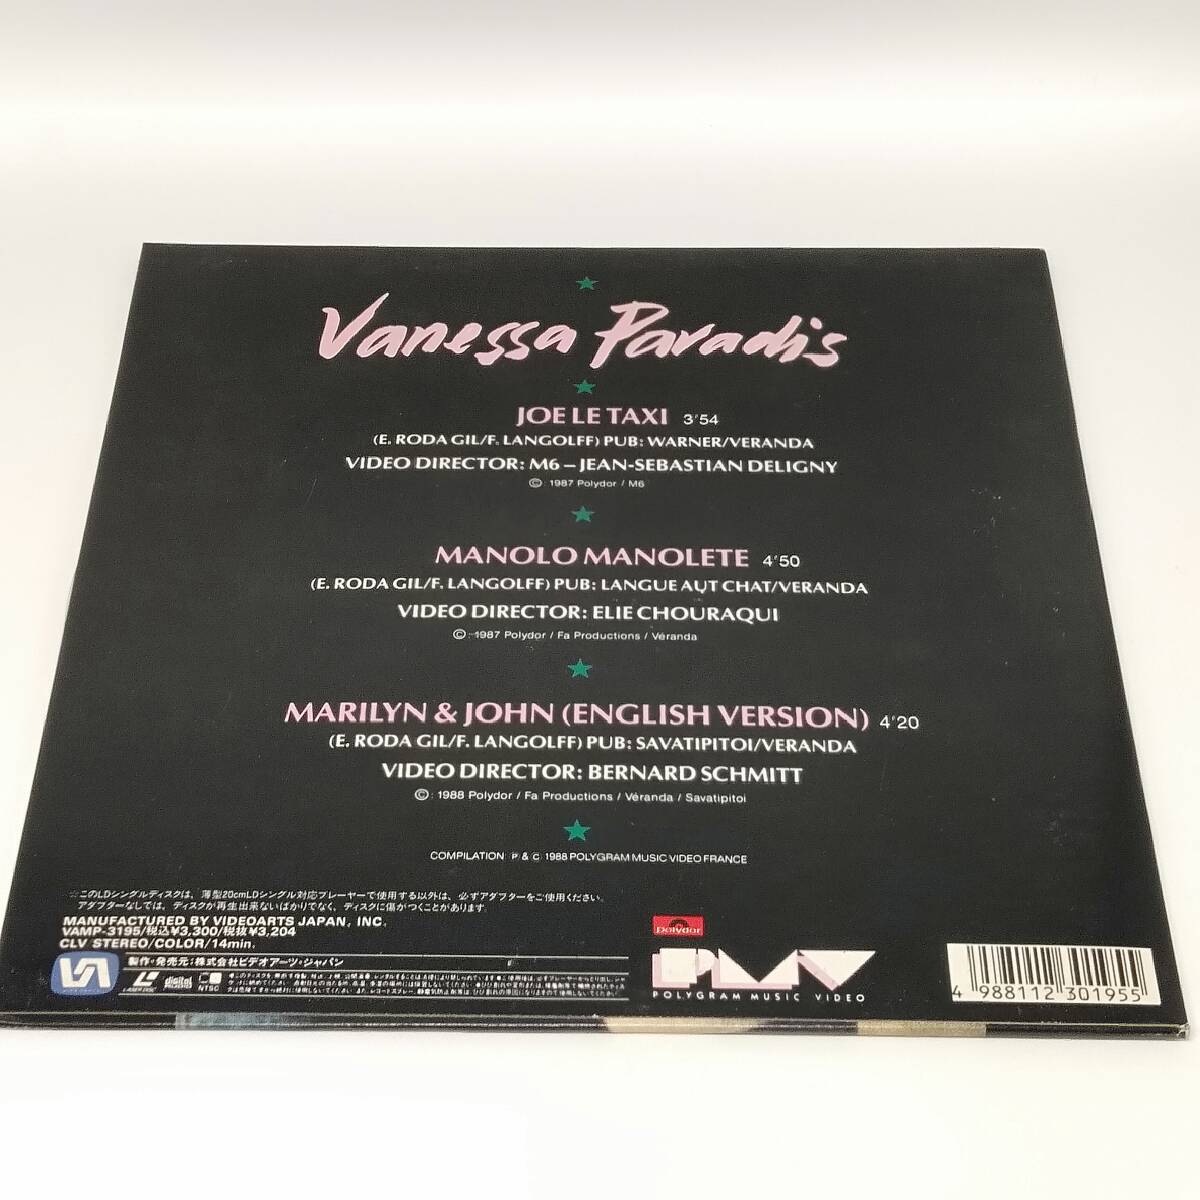 Vanessa Paradis
JOE LE TAXI 3'54
(E. RODA GIL/F. LANGOLFF) PUB: WARNER/VERANDA
VIDEO DIRECTOR: M6 – JEAN-SEBASTIAN DELIGNY
©: 1987 Polydor / M6
MANOLO MANOLETE 4'50
(E. RODA GIL/F. LANGOLFF) PUB: LANGUE AUT CHAT/VERANDA
VIDEO DIRECTOR: ELIE CHOURAQUI
©: 1987 Polydor / Fa Productions / Véranda
MARILYN & JOHN (ENGLISH VERSION) 4'20
(E. RODA GIL/F. LANGOLFF) PUB: SAVATIPITOI/VERANDA
VIDEO DIRECTOR: BERNARD SCHMITT
©: 1988 Polydor / Fa Productions / Véranda / Savatipitoi
COMPILATION: P & C: 1988 POLYGRAM MUSIC VIDEO FRANCE
※このLDシングルディスクは、薄型20cmLDシングル対応プレーヤーで使用する以外は、必ずアダプターをご使用ください。
アダプターなしでは、ディスクが再生出来ないばかりでなく、ディスクに傷がつくことがあります。
MANUFACTURED BY VIDEOARTS JAPAN, INC.
VAMP-3195/税込¥3,300/税抜¥3,204
CLV STEREO/COLOR/14min.
製作・発売元：株式会社ビデオアーツ・ジャパン
VA
LASER DISC
digital
NTSC
Polydor
PMV
POLYGRAM MUSIC VIDEO
4 988112 301955